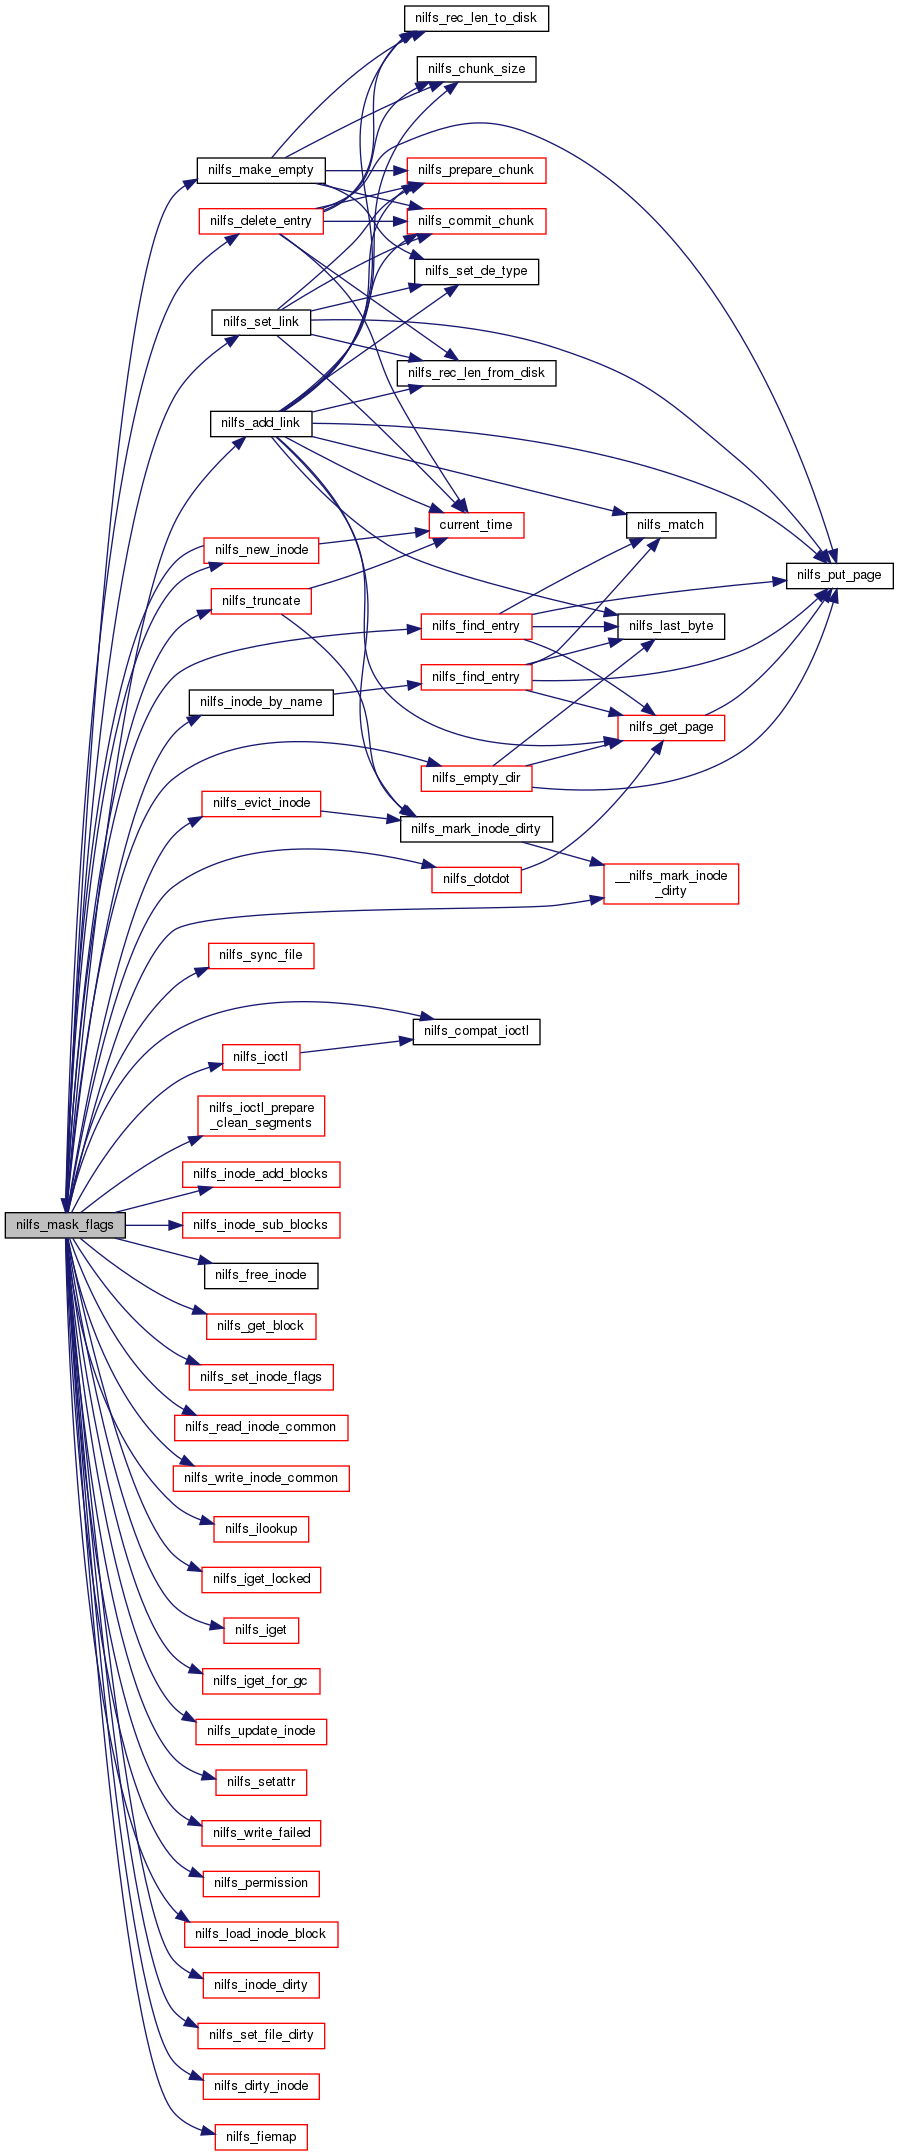 nilfs_rec_len_to_disk
nilfs_chunk_size
nilfs_make_empty
nilfs_prepare_chunk
nilfs_delete_entry
nilfs_commit_chunk
nilfs_set_de_type
nilfs_set_link
nilfs_rec_len_from_disk
nilfs_add_link
current_time
nilfs_match
nilfs_new_inode
nilfs_put_page
nilfs_truncate
nilfs_find_entry
nilfs_last_byte
nilfs_find_entry
nilfs_inode_by_name
nilfs_get_page
nilfs_empty_dir
nilfs_evict_inode
nilfs_mark_inode_dirty
nilfs_dotdot
__nilfs_mark_inode
_dirty
nilfs_sync_file
nilfs_compat_ioctl
nilfs_ioctl
nilfs_ioctl_prepare
_clean_segments
nilfs_inode_add_blocks
nilfs_mask_flags
nilfs_inode_sub_blocks
nilfs_free_inode
nilfs_get_block
nilfs_set_inode_flags
nilfs_read_inode_common
nilfs_write_inode_common
nilfs_ilookup
nilfs_iget_locked
nilfs_iget
nilfs_iget_for_gc
nilfs_update_inode
nilfs_setattr
nilfs_write_failed
nilfs_permission
nilfs_load_inode_block
nilfs_inode_dirty
nilfs_set_file_dirty
nilfs_dirty_inode
nilfs_fiemap